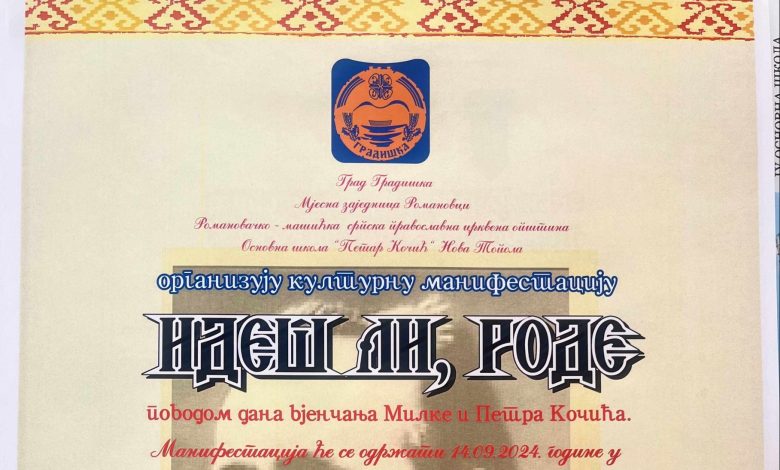 ГРАДИШКА
Град Градишка
Мјесна заједница Романовци
Романовачко - машићка српска православна црквена општина
Основна школа "Петар Кочић" Нова Топола
организују културну манифестацију
ИДЕШ ЛИ, РОДЕ
поводом дана вјенчања Милке и Петра Кочића.
Манифестација ће се одржати 14.09.2024. године у
ОСНОВНА ШКОЛА